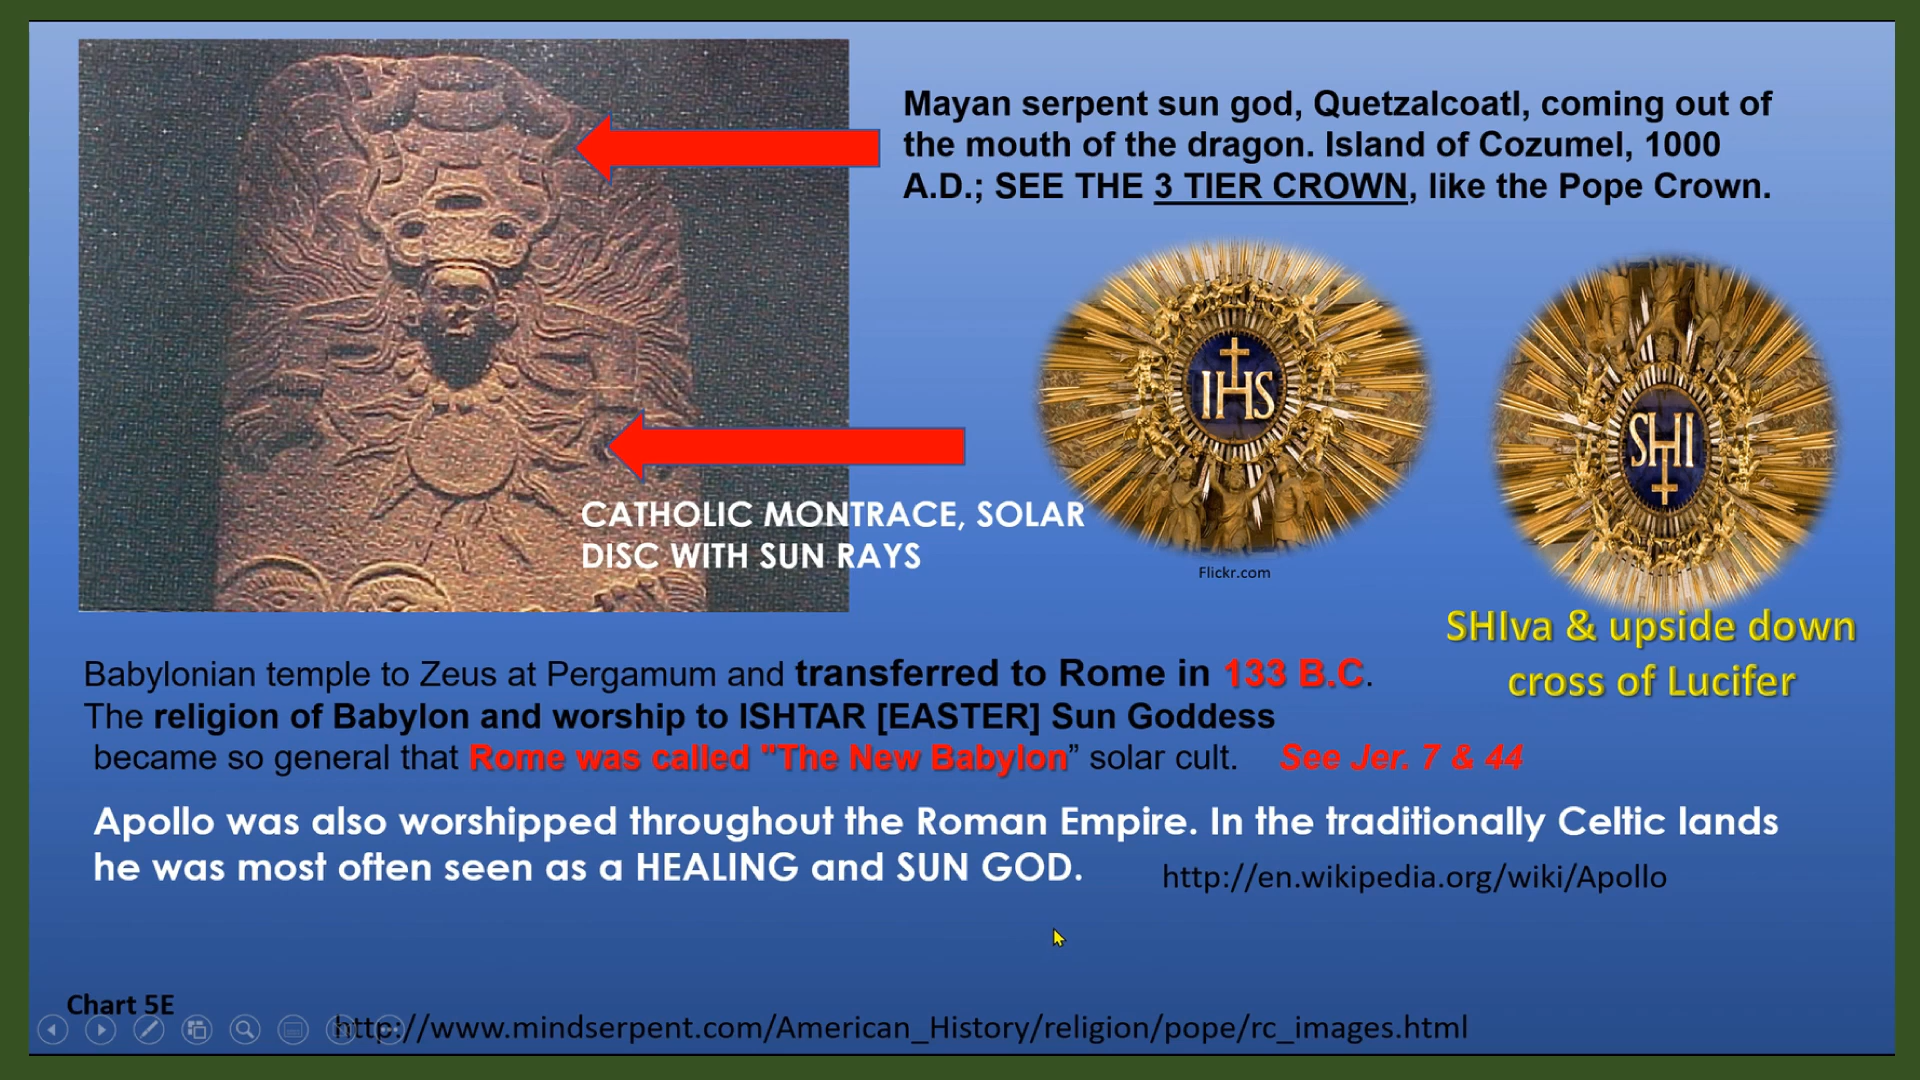 Mayan serpent sun god, Quetzalcoatl, coming out of
the mouth of the dragon. Island of Cozumel, 1000
A.D.; SEE THE 3 TIER CROWN, like the Pope Crown.
IHS
SHI
CATHOLIC MONTRACE, SOLAR
DISC WITH SUN RAYS
Flickr.com
SHIva & upside down
cross of Lucifer
Babylonian temple to Zeus at Pergamum and transferred to Rome in 133 B.C.
The religion of Babylon and worship to ISHTAR [EASTER] Sun Goddess
became so general that Rome was called "The New Babylon” solar cult. See Jer. 7 & 44
Apollo was also worshipped throughout the Roman Empire. In the traditionally Celtic lands
he was most often seen as a HEALING and SUN GOD.
http://en.wikipedia.org/wiki/Apollo
Chart 5E
http://www.mindserpent.com/American_History/religion/pope/rc_images.html